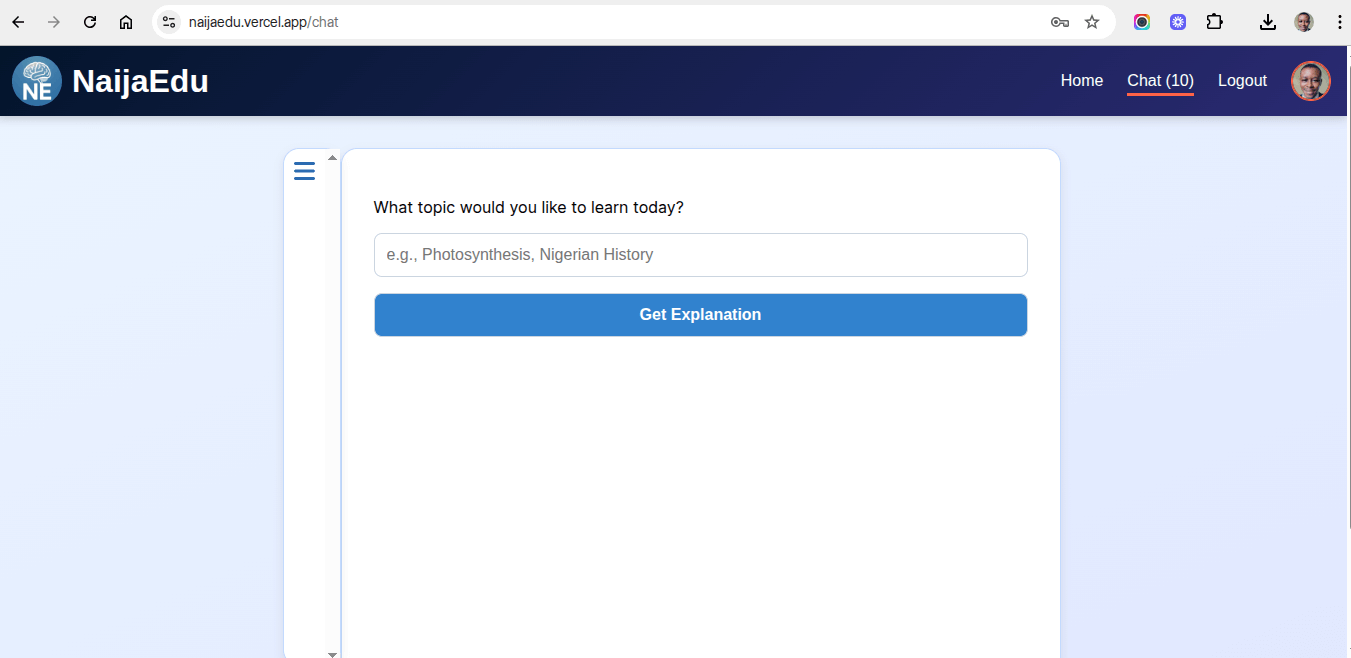 naijaedu.vercel.app/chat
NE NaijaEdu
Home Chat (10) Logout
What topic would you like to learn today?
e.g., Photosynthesis, Nigerian History
Get Explanation